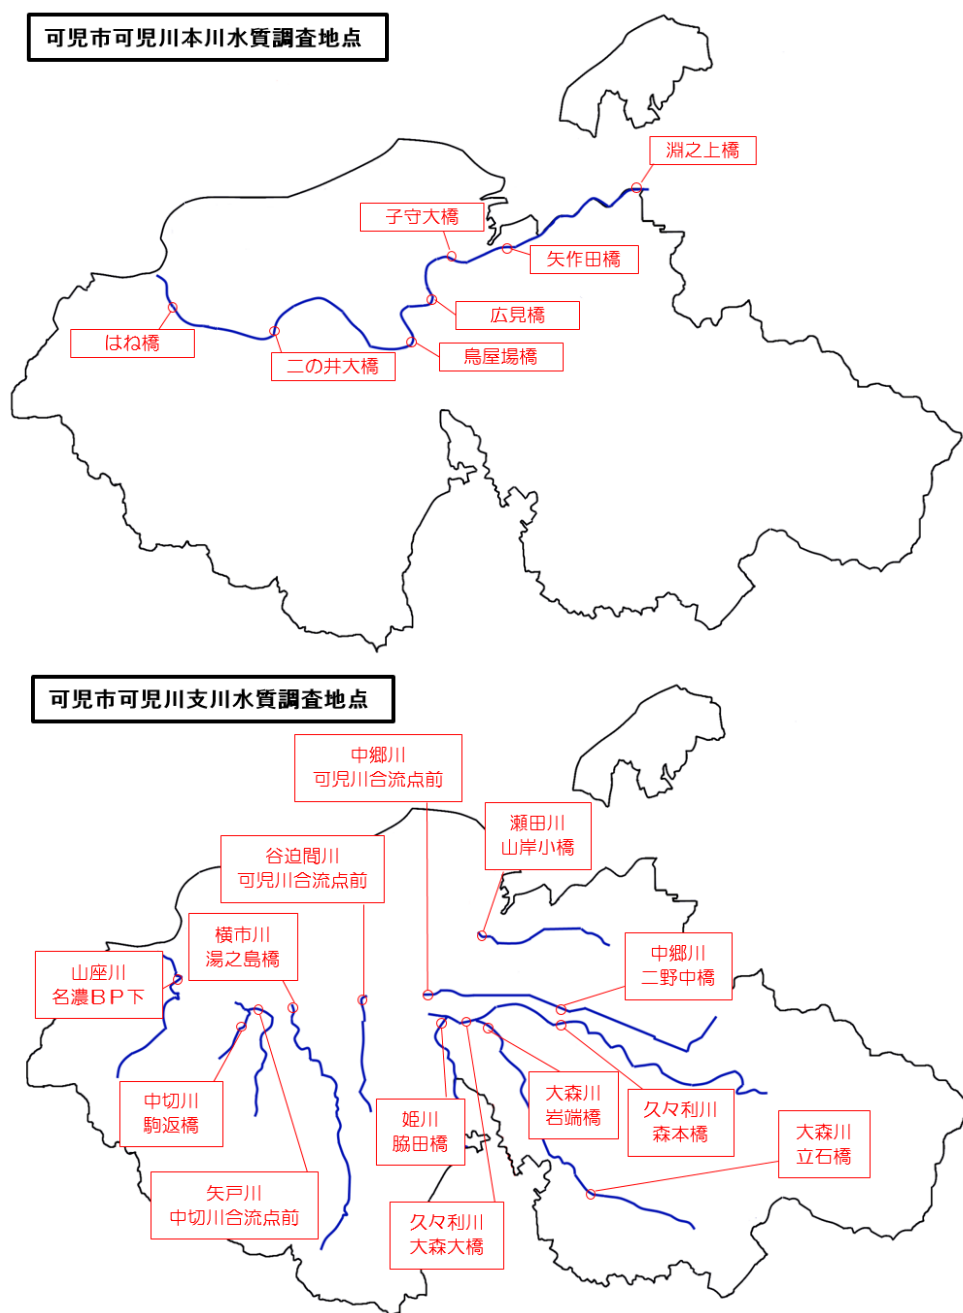 可児市可児川本川水質調査地点
淵之上橋
子守大橋
矢作田橋
広見橋
はね橋
二の井大橋
鳥屋場橋
可児市可児川支川水質調査地点
中郷川
可児川合流点前
瀬田川
山岸小橋
谷迫間川
可児川合流点前
横市川
湯之島橋
中郷川
二野中橋
山座川
名濃BP下
中切川
駒返橋
大森川
岩端橋
久々利川
森本橋
姫川
脇田橋
大森川
立石橋
矢戸川
中切川合流点前
久々利川
大森大橋